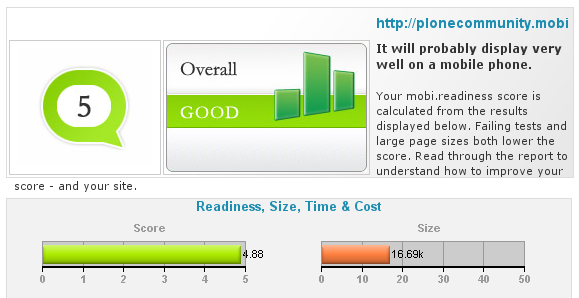 http://plonecommunity.mobi
5
Overall
GOOD
It will probably display very
well on a mobile phone.
Your mobi.readiness score is
calculated from the results
displayed below. Failing tests and
large page sizes both lower the
score. Read through the report to
understand how to improve your
score - and your site.
Readiness, Size, Time & Cost
Score
4.88
0 1 2 3 4 5
Size
16.69k
0 10 20 30 40 50